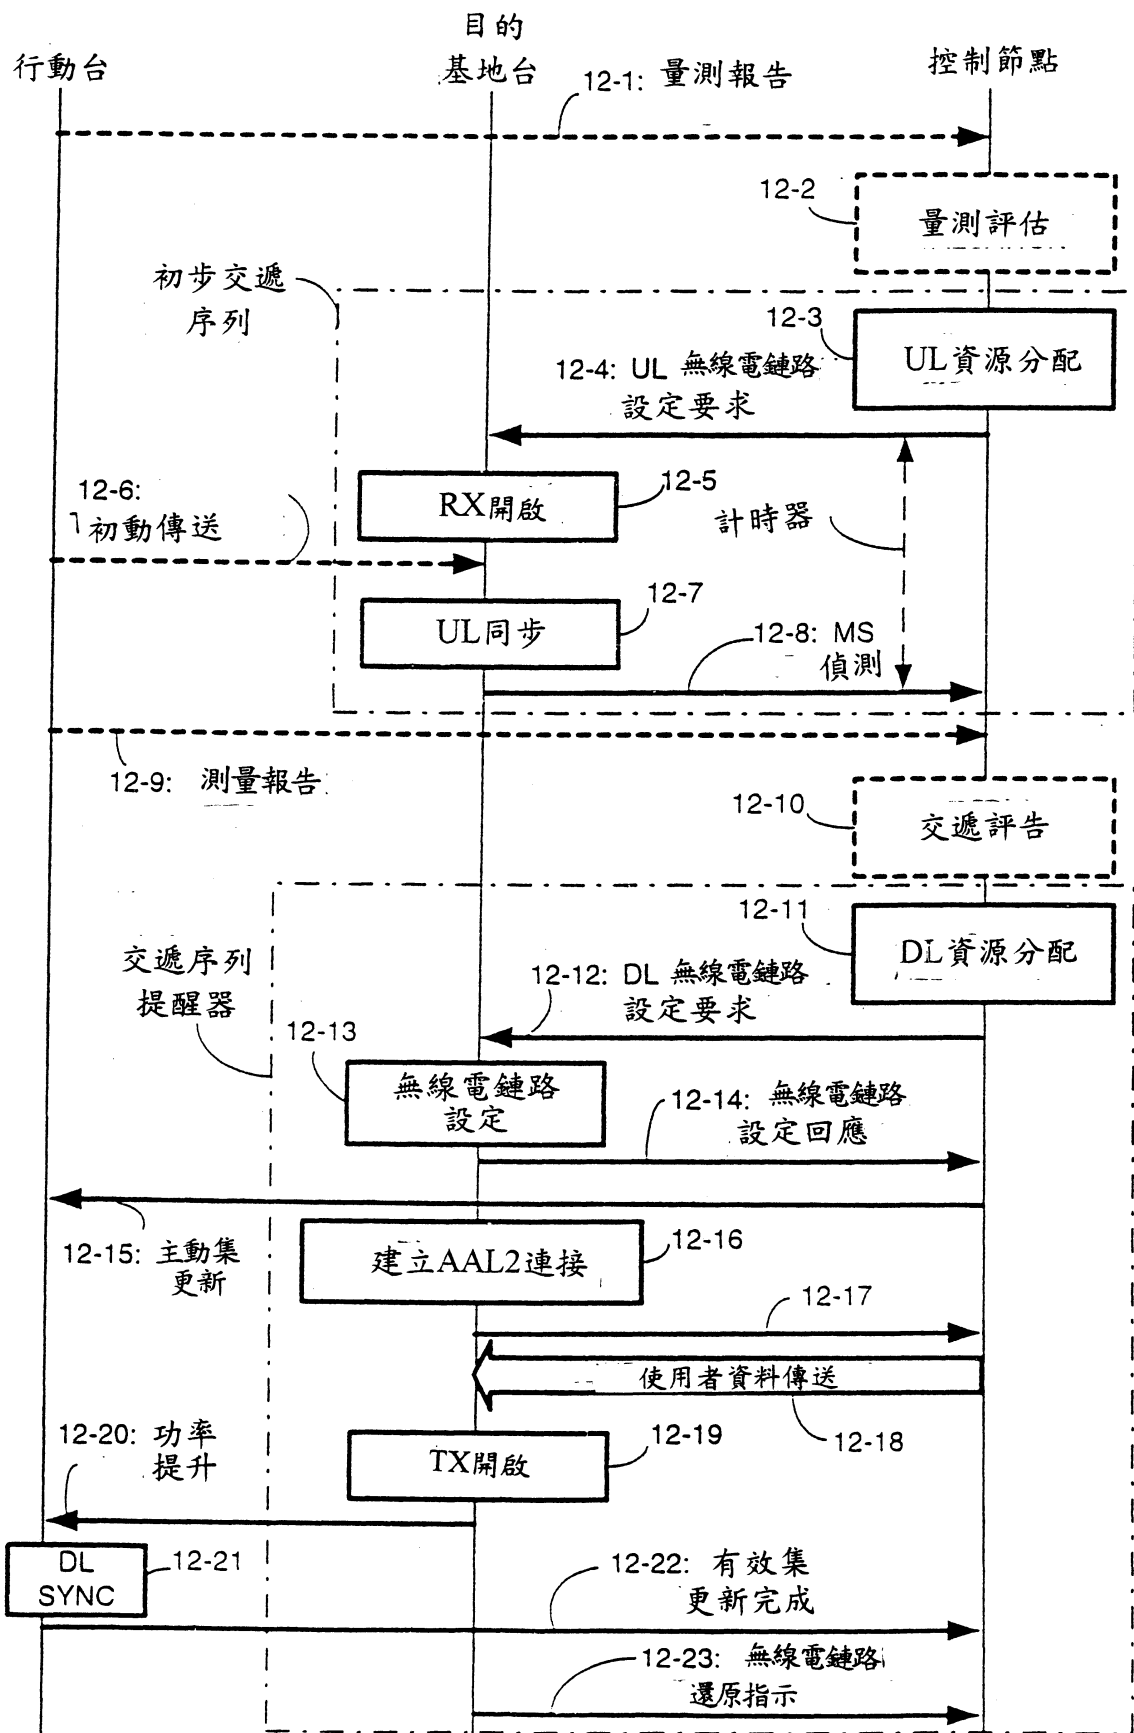 目的
行動台
基地台
控制節點
12-1: 量測報告
12-2
量測評估
初步交遞
序列
12-3
UL資源分配
12-4: UL 無線電鏈路
設定要求
12-5
RX開啟
12-6:
初動傳送
計時器
12-7
UL同步
12-8: MS
偵測
12-9: 測量報告
12-10
交遞評告
12-11
DL資源分配
交遞序列
提醒器
12-12: DL 無線電鏈路
設定要求
12-13
無線電鏈路
設定
12-14: 無線電鏈路
設定回應
12-15: 主動集
更新
12-16
建立AAL2連接
12-17
使用者資料傳送
12-18
12-19
TX開啟
12-20: 功率
提升
DL
SYNC
12-21
12-22: 有效集
更新完成
12-23: 無線電鏈路
還原指示